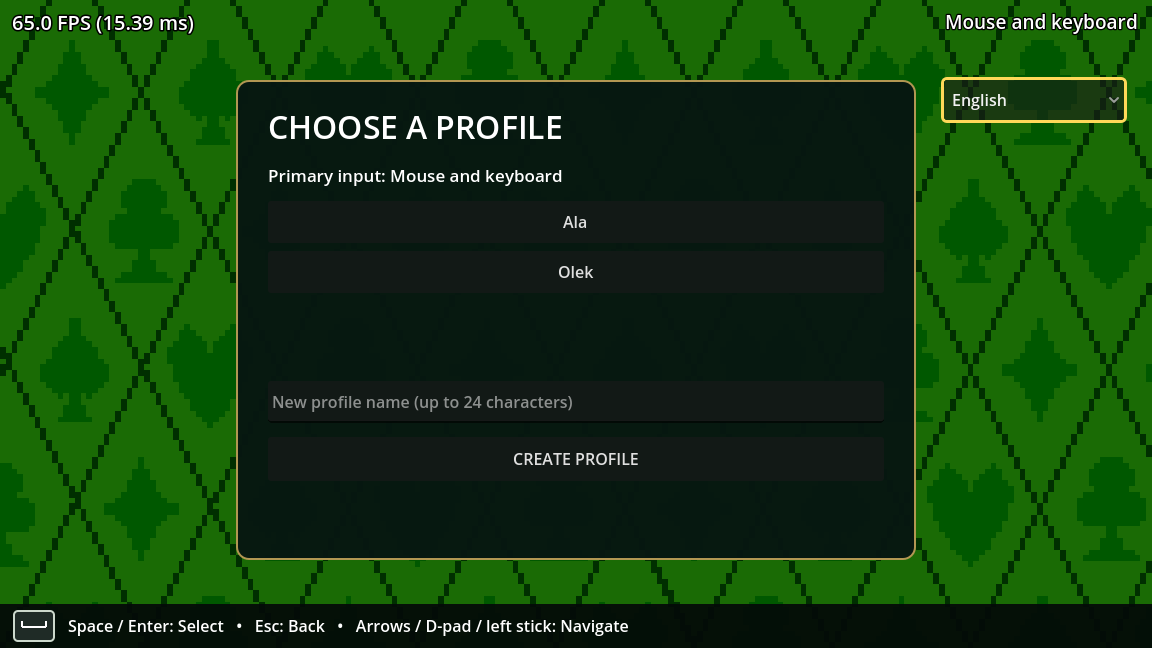 65.0 FPS (15.39 ms)
Mouse and keyboard
English
CHOOSE A PROFILE
Primary input: Mouse and keyboard
Ala
Olek
New profile name (up to 24 characters)
CREATE PROFILE
Space / Enter: Select • Esc: Back • Arrows / D-pad / left stick: Navigate